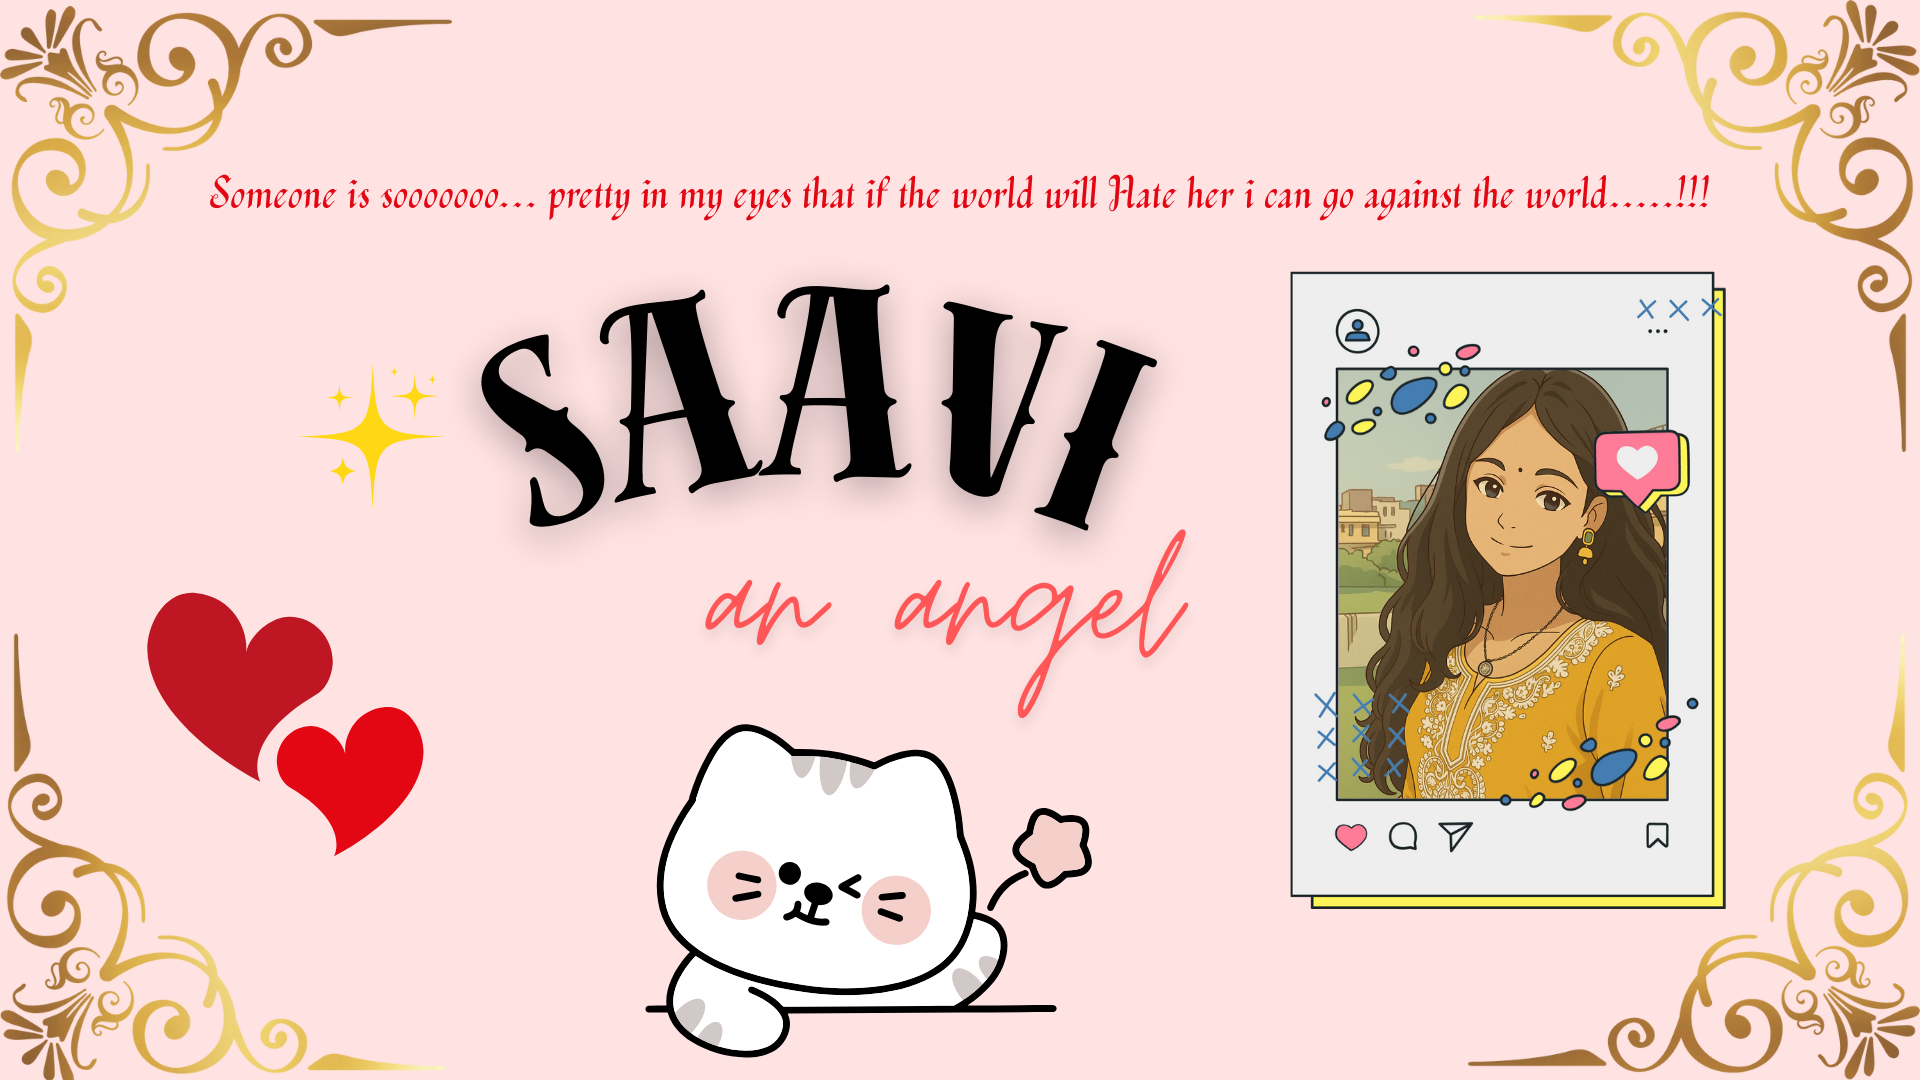 Someone is sooooooo... pretty in my eyes that if the world will Hate her i can go against the world.....!!!
SAAVI
an angel